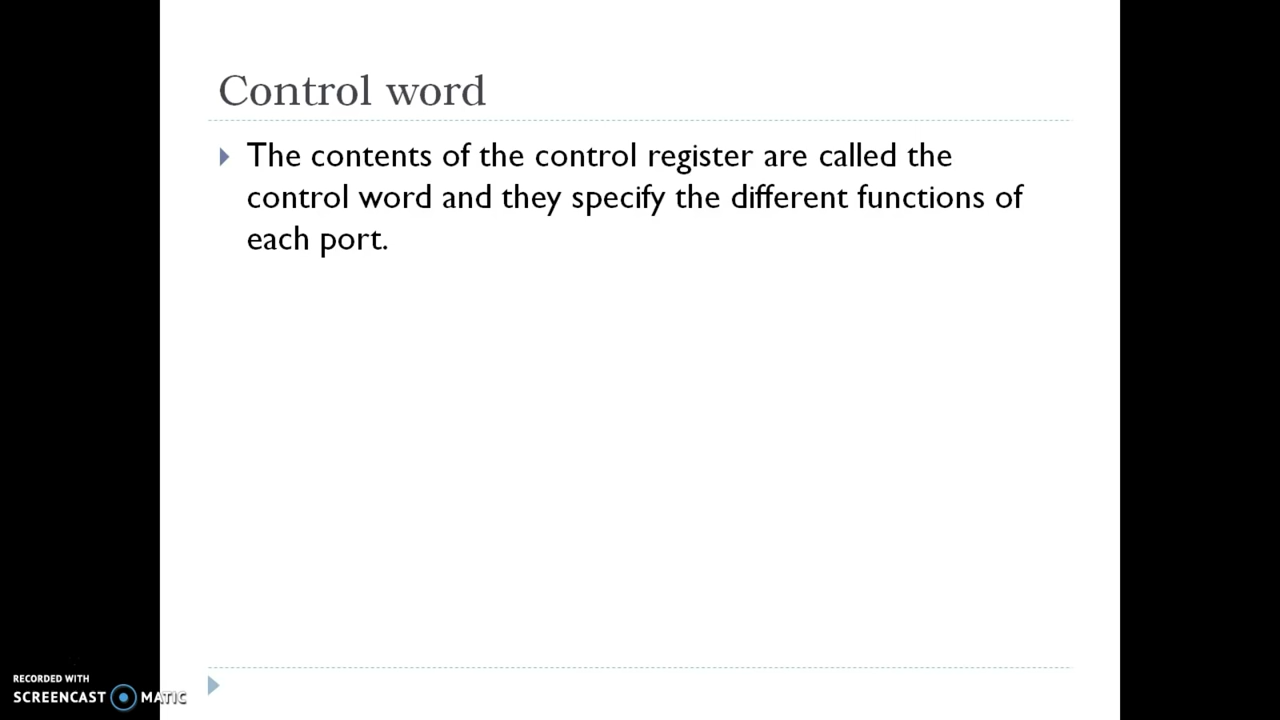 Control word
The contents of the control register are called the
control word and they specify the different functions of
each port.
RECORDED WITH
SCREENCAST MATIC